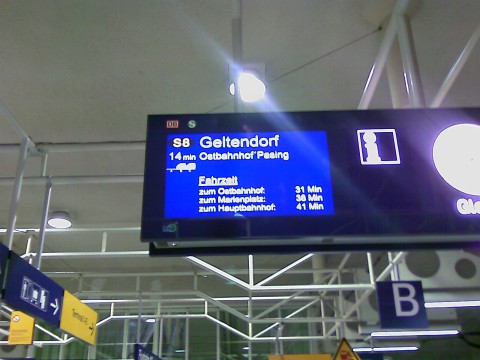 DB S
S8 Geltendorf
14 min Ostbahnhof Pasing
Fahrzeit
zum Ostbahnhof: 31 Min
zum Marienplatz: 36 Min
zum Hauptbahnhof: 41 Min
B